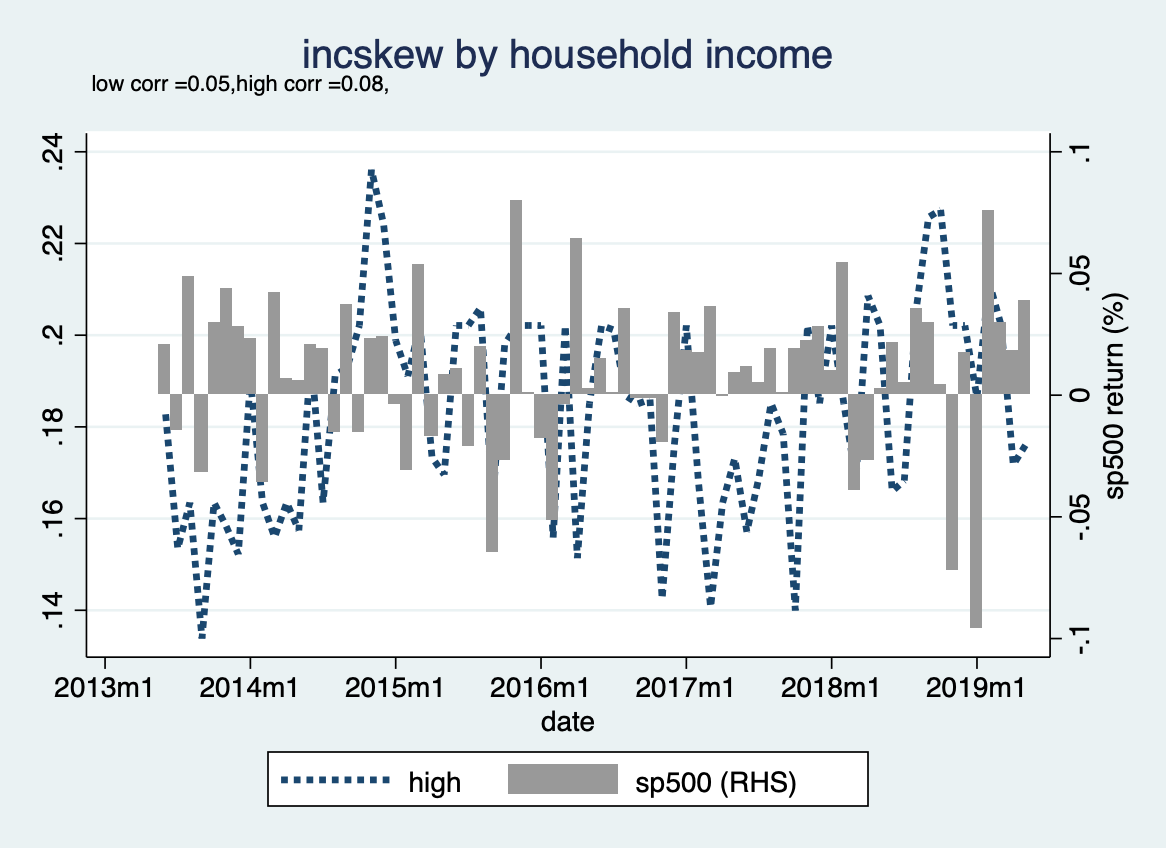 incskew by household income
low corr =0.05,high corr =0.08,
.24
.22
.2
.18
.16
.14
.1
.05
0
-.05
-.1
sp500 return (%)
2013m1 2014m1 2015m1 2016m1 2017m1 2018m1 2019m1
date
high sp500 (RHS)